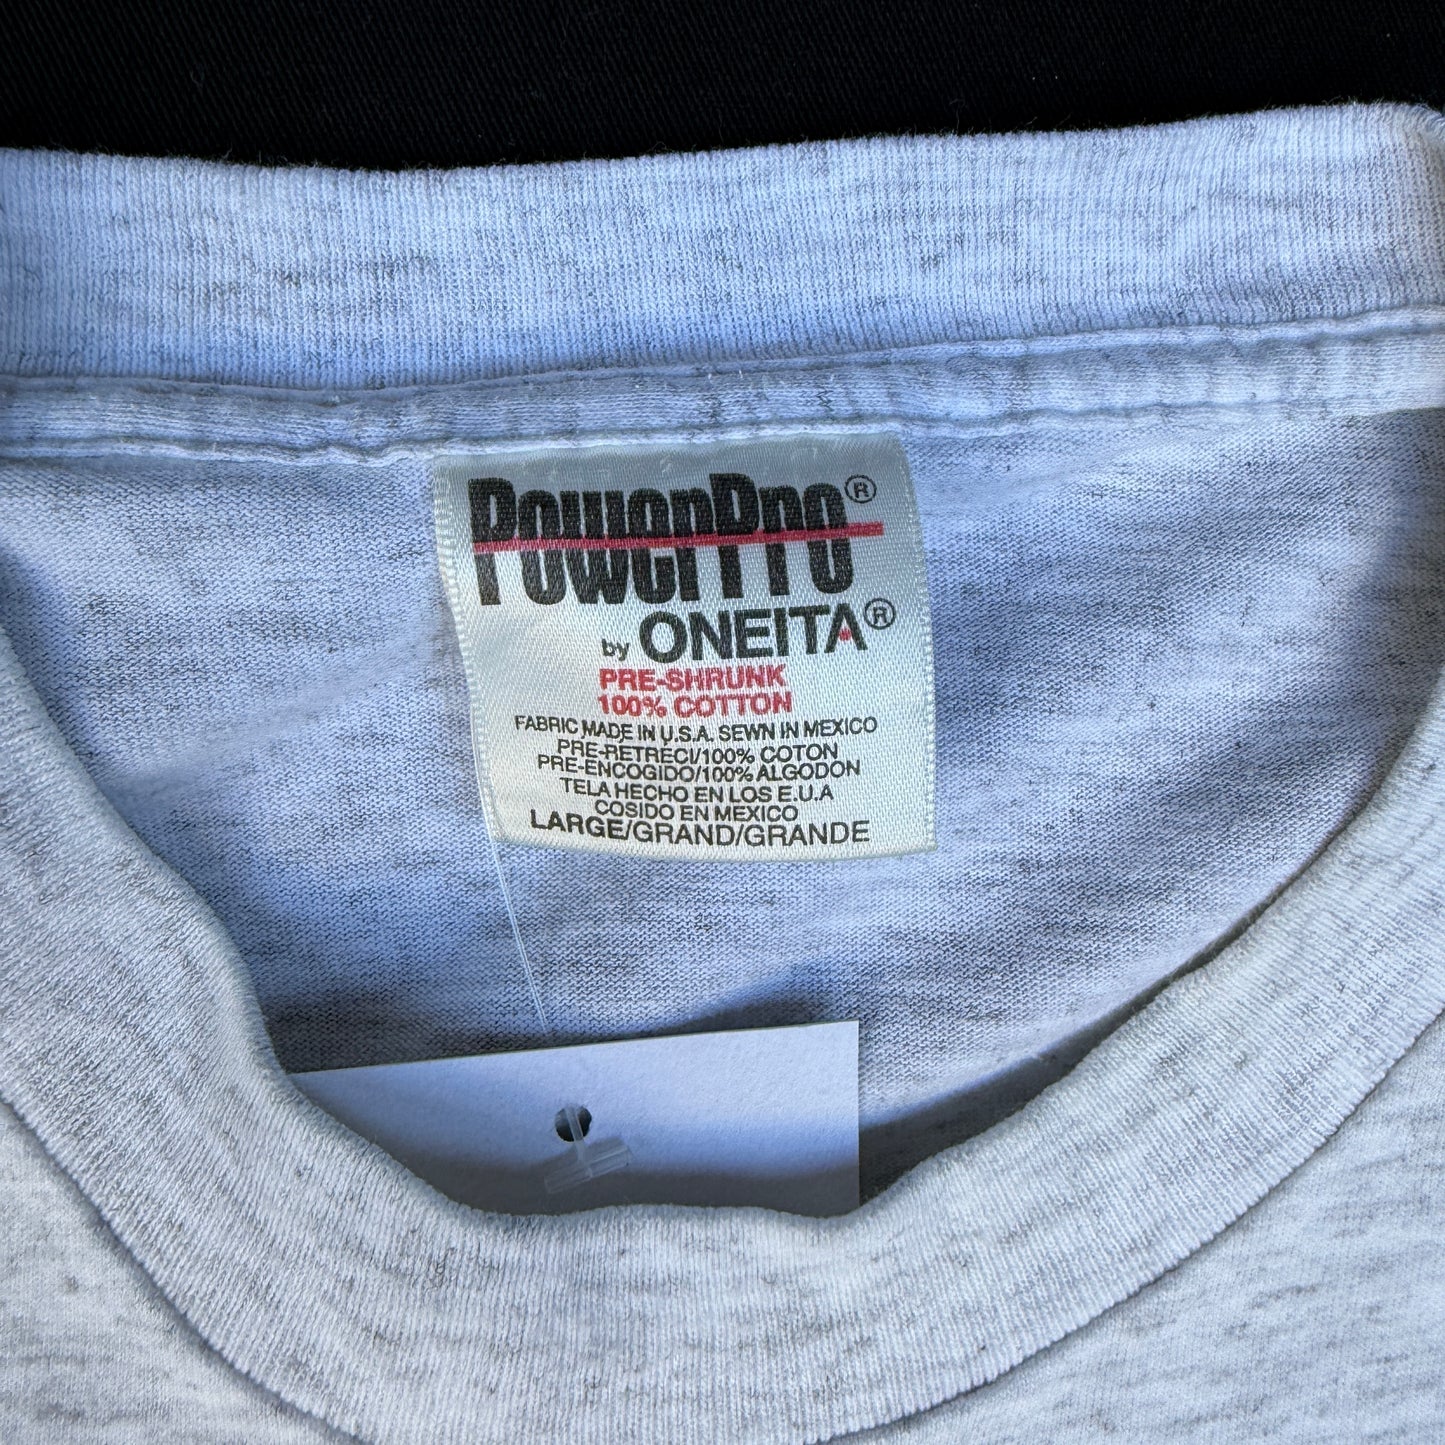 PowerPro®
by ONEITA®
PRE-SHRUNK
100% COTTON
FABRIC MADE IN U.S.A. SEWN IN MEXICO
PRE-RETRECI/100% COTON
PRE-ENCOGIDO/100% ALGODON
TELA HECHO EN LOS E.U.A
COSIDO EN MEXICO
LARGE/GRAND/GRANDE